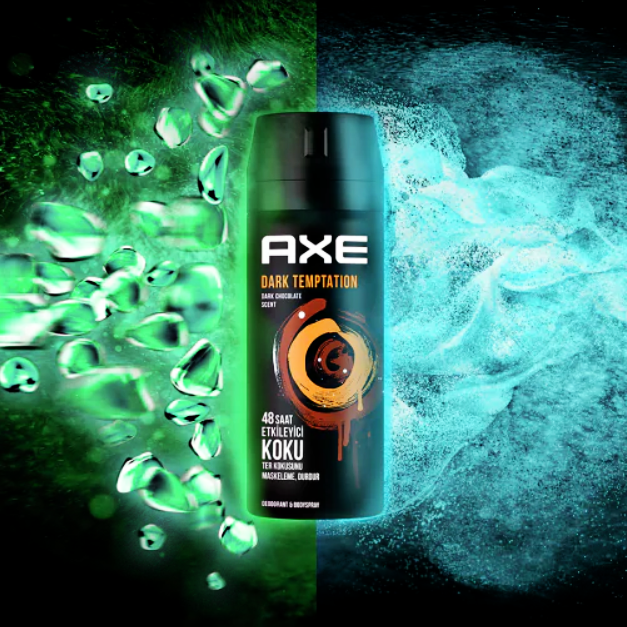 AXE
DARK TEMPTATION
DARK CHOCOLATE
SCENT
48 SAAT
ETKİLEYİCİ
KOKU
TER KOKUSUNU
MASKELEME, DURDUR
DEODORANT & BODYSPRAY